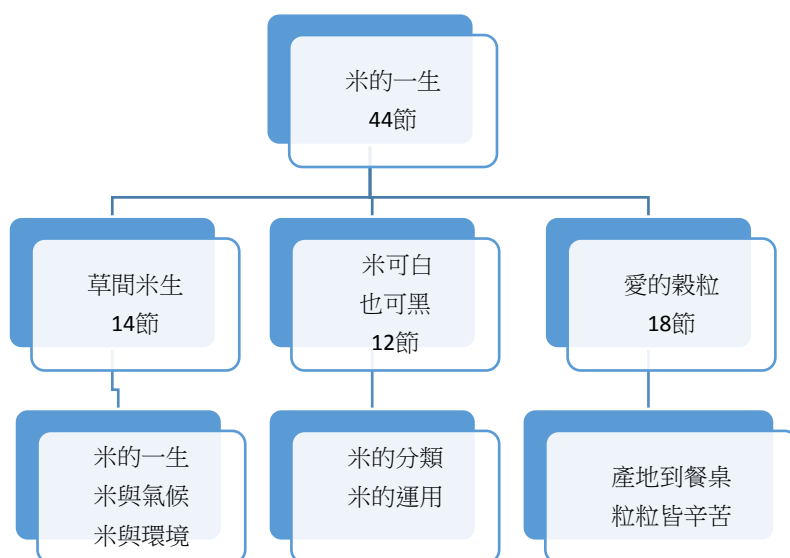 米的一生
44節
草間米生
14節
米可白
也可黑
12節
愛的榖粒
18節
米的一生
米與氣候
米與環境
米的分類
米的運用
產地到餐桌
粒粒皆辛苦